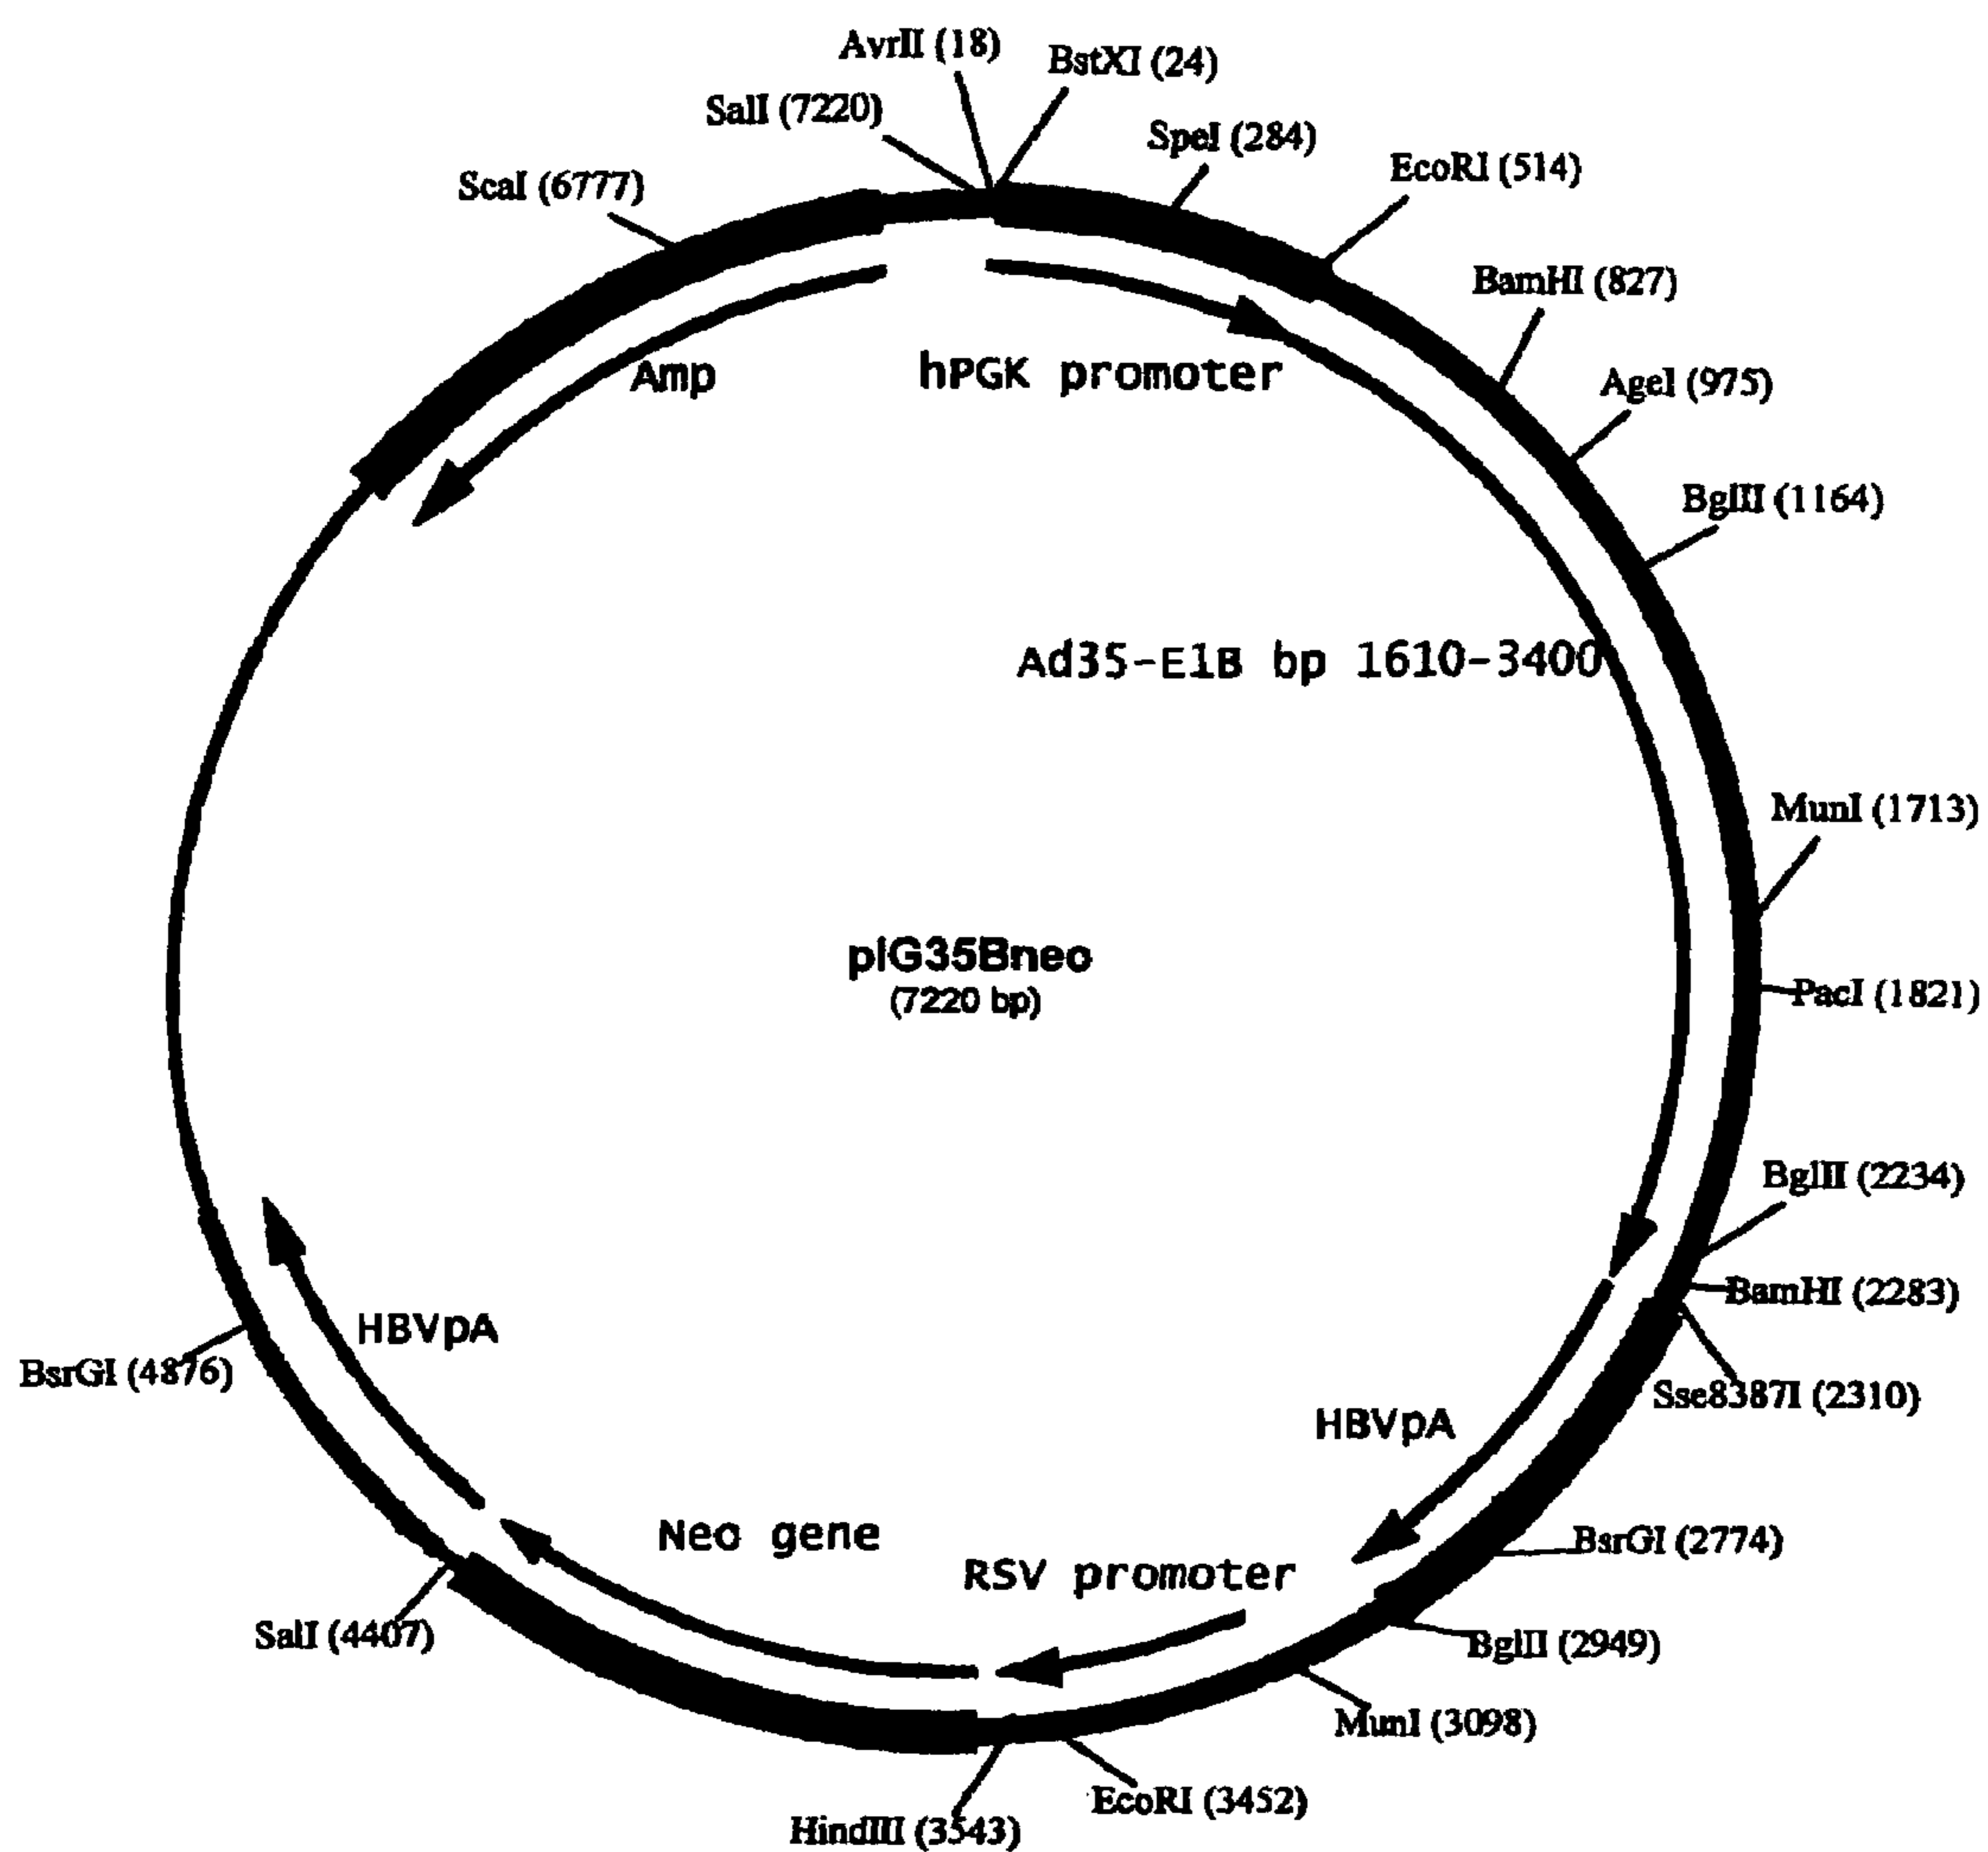 AvrII (18)
BstXI (24)
SalI (7220)
SpeI (284)
EcoRI (514)
ScaI (6777)
BamHI (827)
Amp
hPGK promoter
AgeI (975)
BglII (1164)
Ad35-E1B bp 1610-3400
MunI (1713)
pIG35Bneo
(7220 bp)
PacI (1821)
BglII (2234)
BamHI (2283)
HBVpA
BsrGI (4876)
Sse8387I (2310)
HBVpA
Neo gene
BsrGI (2774)
RSV promoter
SalI (4407)
BglII (2949)
MunI (3098)
EcoRI (3452)
HindIII (3543)